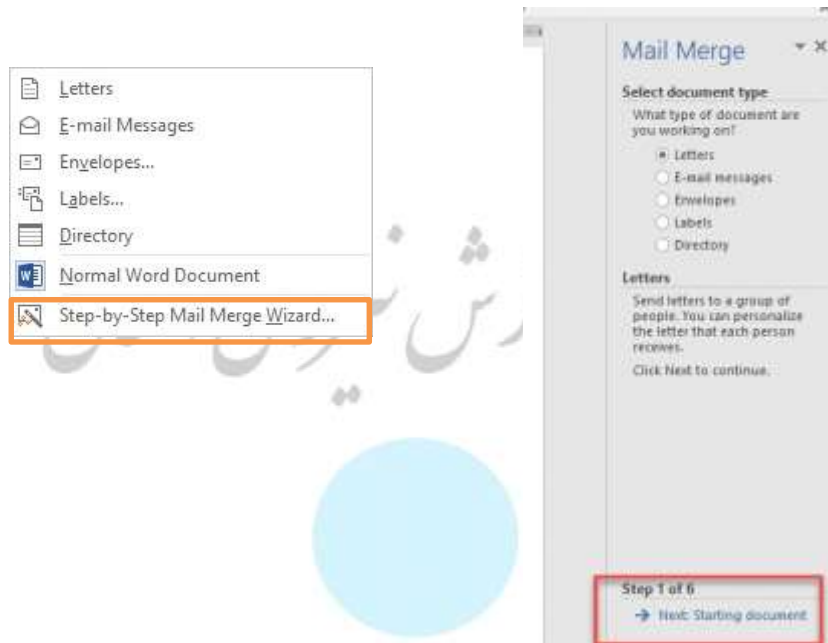 Letters
E-mail Messages
Envelopes...
Labels...
Directory
Normal Word Document
Step-by-Step Mail Merge Wizard...
Mail Merge
Select document type
What type of document are
you working on?
Letters
E-mail messages
Envelopes
Labels
Directory
Letters
Send letters to a group of
people. You can personalize
the letter that each person
receives.
Click Next to continue.
Step 1 of 6
Next: Starting document